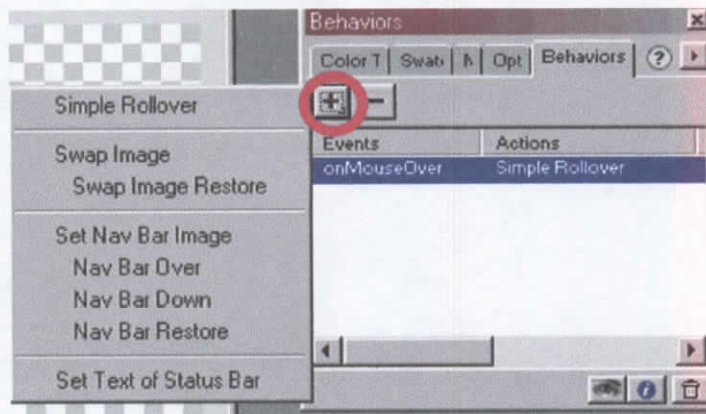 Behaviors
Color T Swab N Opt Behaviors ?
Simple Rollover
Swap Image
Swap Image Restore
Set Nav Bar Image
Nav Bar Over
Nav Bar Down
Nav Bar Restore
Set Text of Status Bar
Events Actions
onMouseOver Simple Rollover